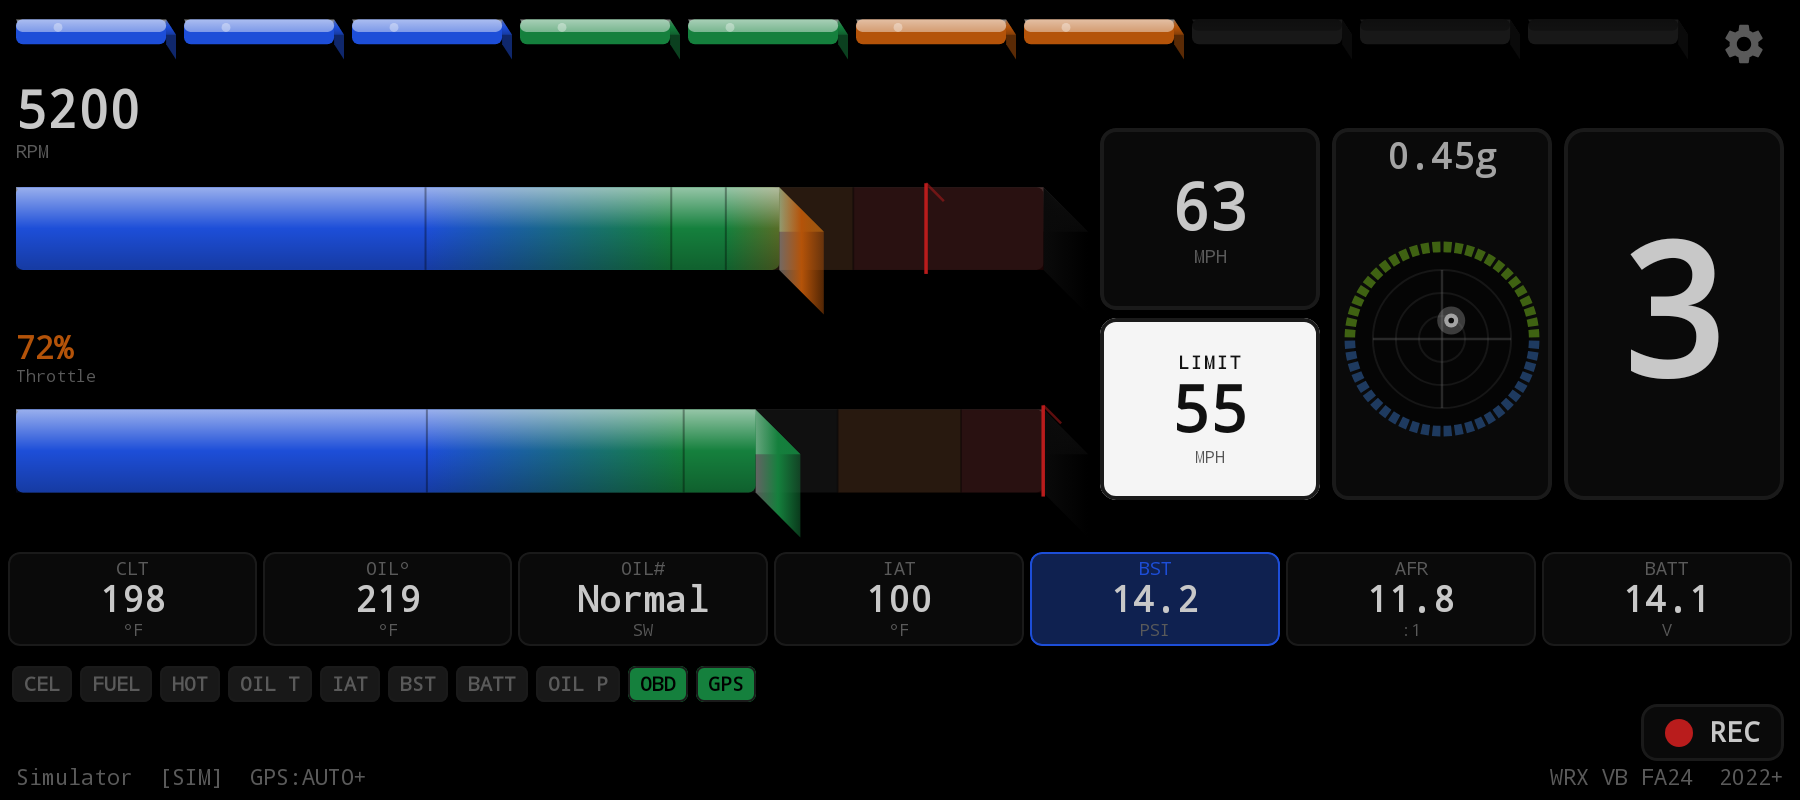 5200
RPM
0.45g
63
MPH
3
72%
Throttle
LIMIT
55
MPH
CLT
198
°F
OIL°
219
°F
OIL#
Normal
SW
IAT
100
°F
BST
14.2
PSI
AFR
11.8
:1
BATT
14.1
V
CEL FUEL HOT OIL T IAT BST BATT OIL P OBD GPS
REC
Simulator [SIM] GPS:AUTO+
WRX VB FA24 2022+